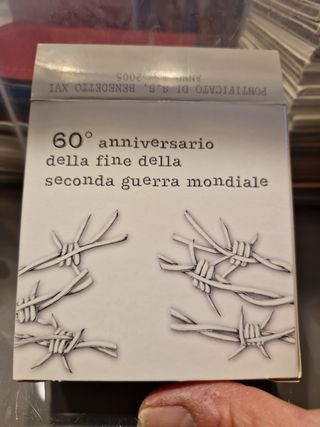 PONTIFICATO DI S.S. BENEDETTO XVI
ANNO I - 2005
60° anniversario
della fine della
seconda guerra mondiale